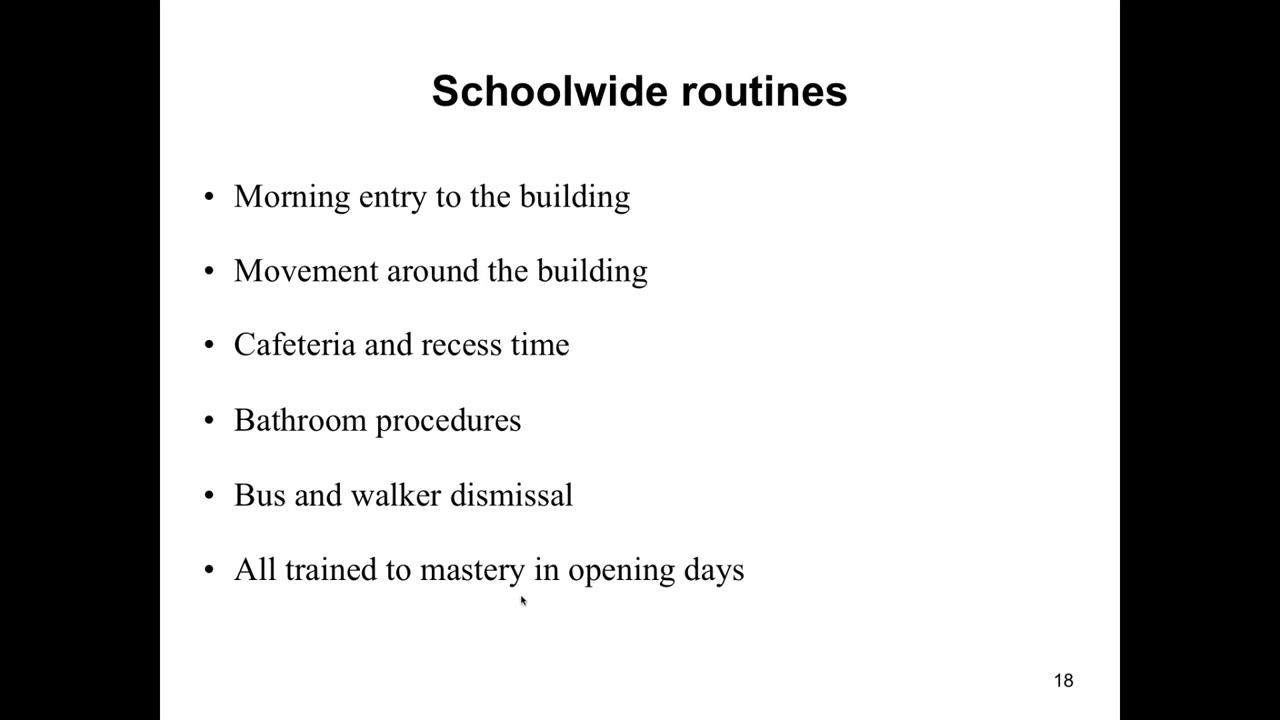 Schoolwide routines
• Morning entry to the building
• Movement around the building
• Cafeteria and recess time
• Bathroom procedures
• Bus and walker dismissal
• All trained to mastery in opening days
18